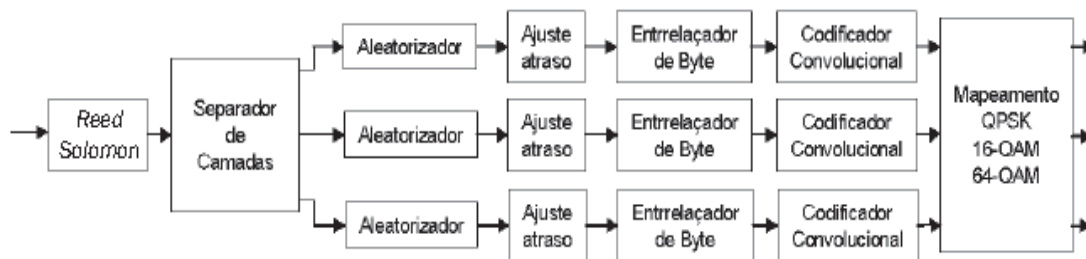 Reed
Solomon
Separador
de
Camadas
Aleatorizador
Ajuste
atraso
Entrrelaçador
de Byte
Codificador
Convolucional
Aleatorizador
Ajuste
atraso
Entrrelaçador
de Byte
Codificador
Convolucional
Aleatorizador
Ajuste
atraso
Entrrelaçador
de Byte
Codificador
Convolucional
Mapeamento
QPSK
16-QAM
64-QAM